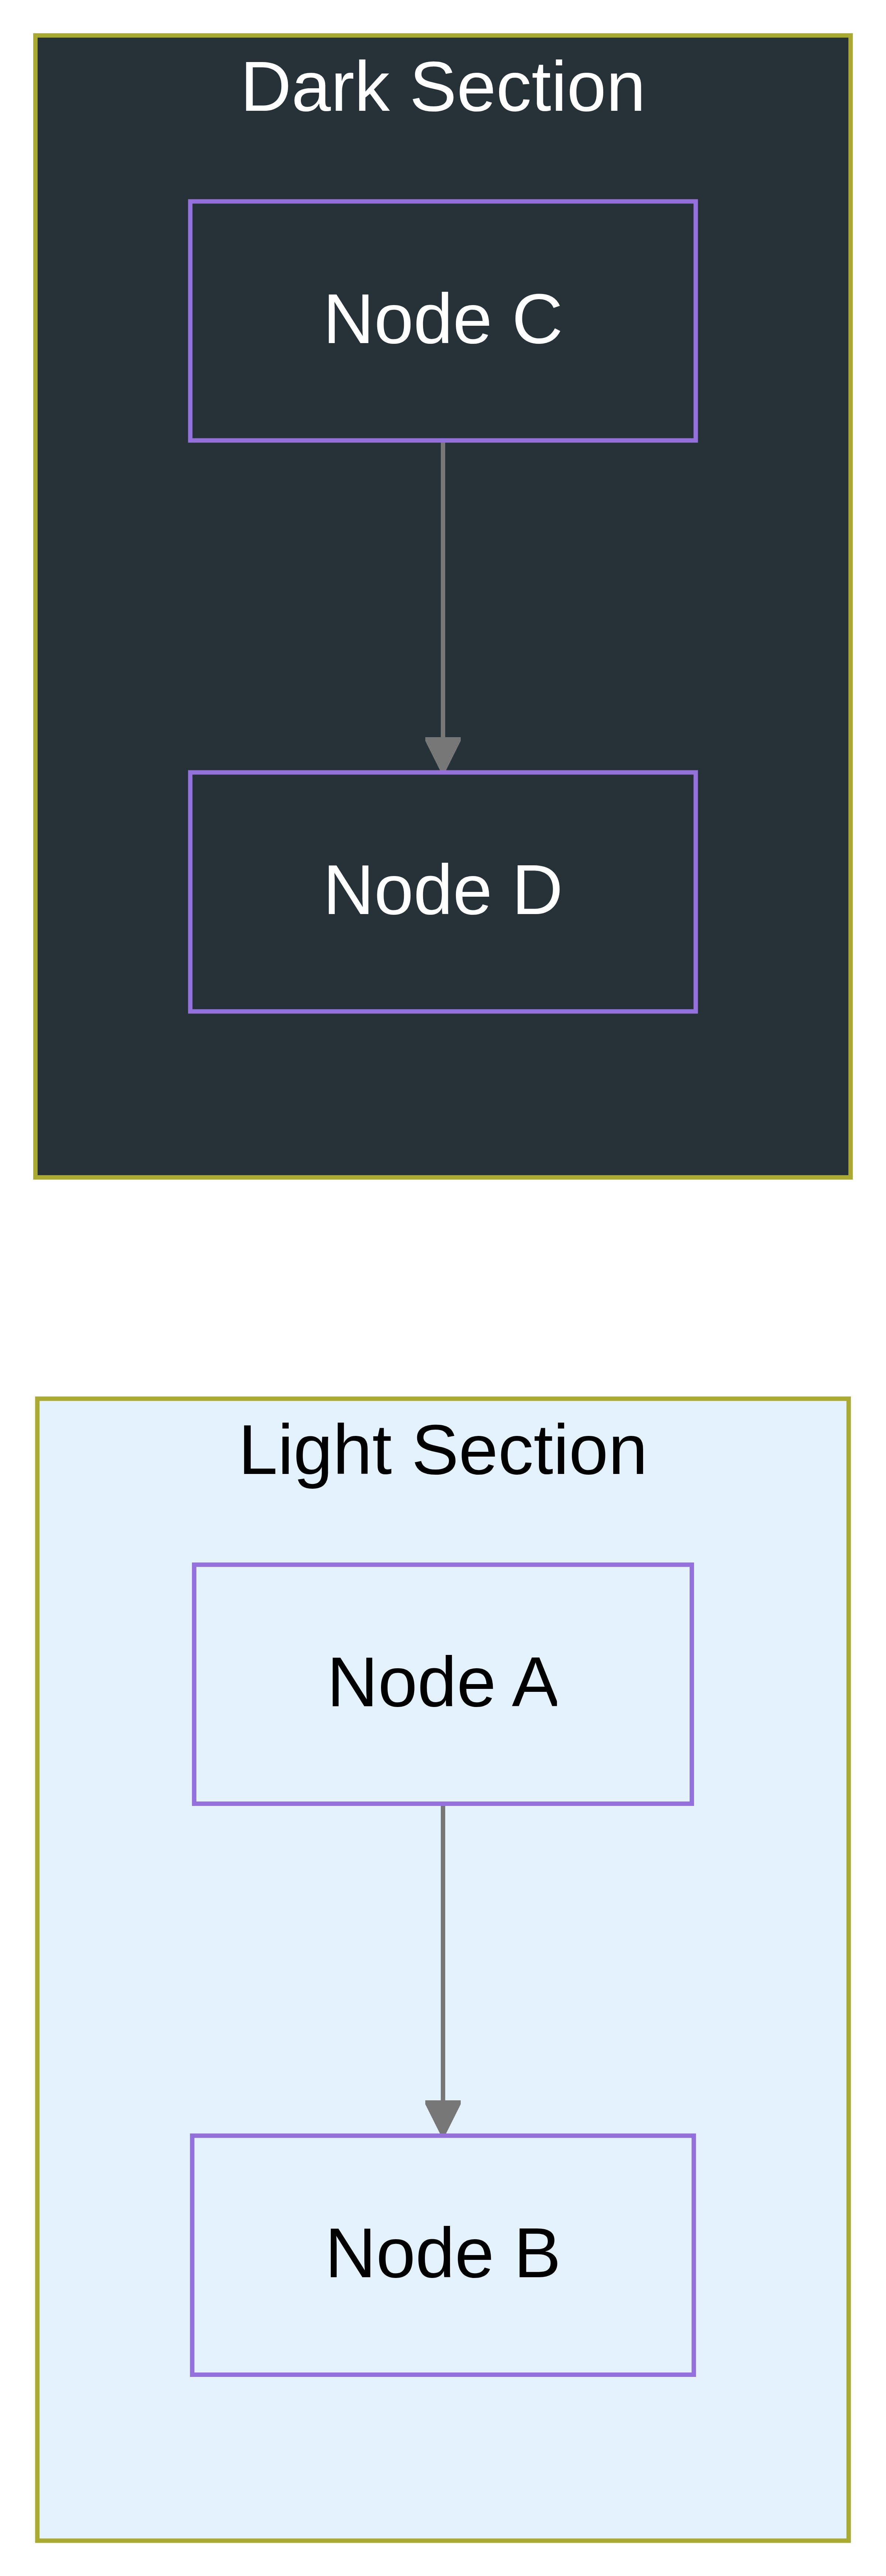 Dark Section
Node C
Node D
Light Section
Node A
Node B